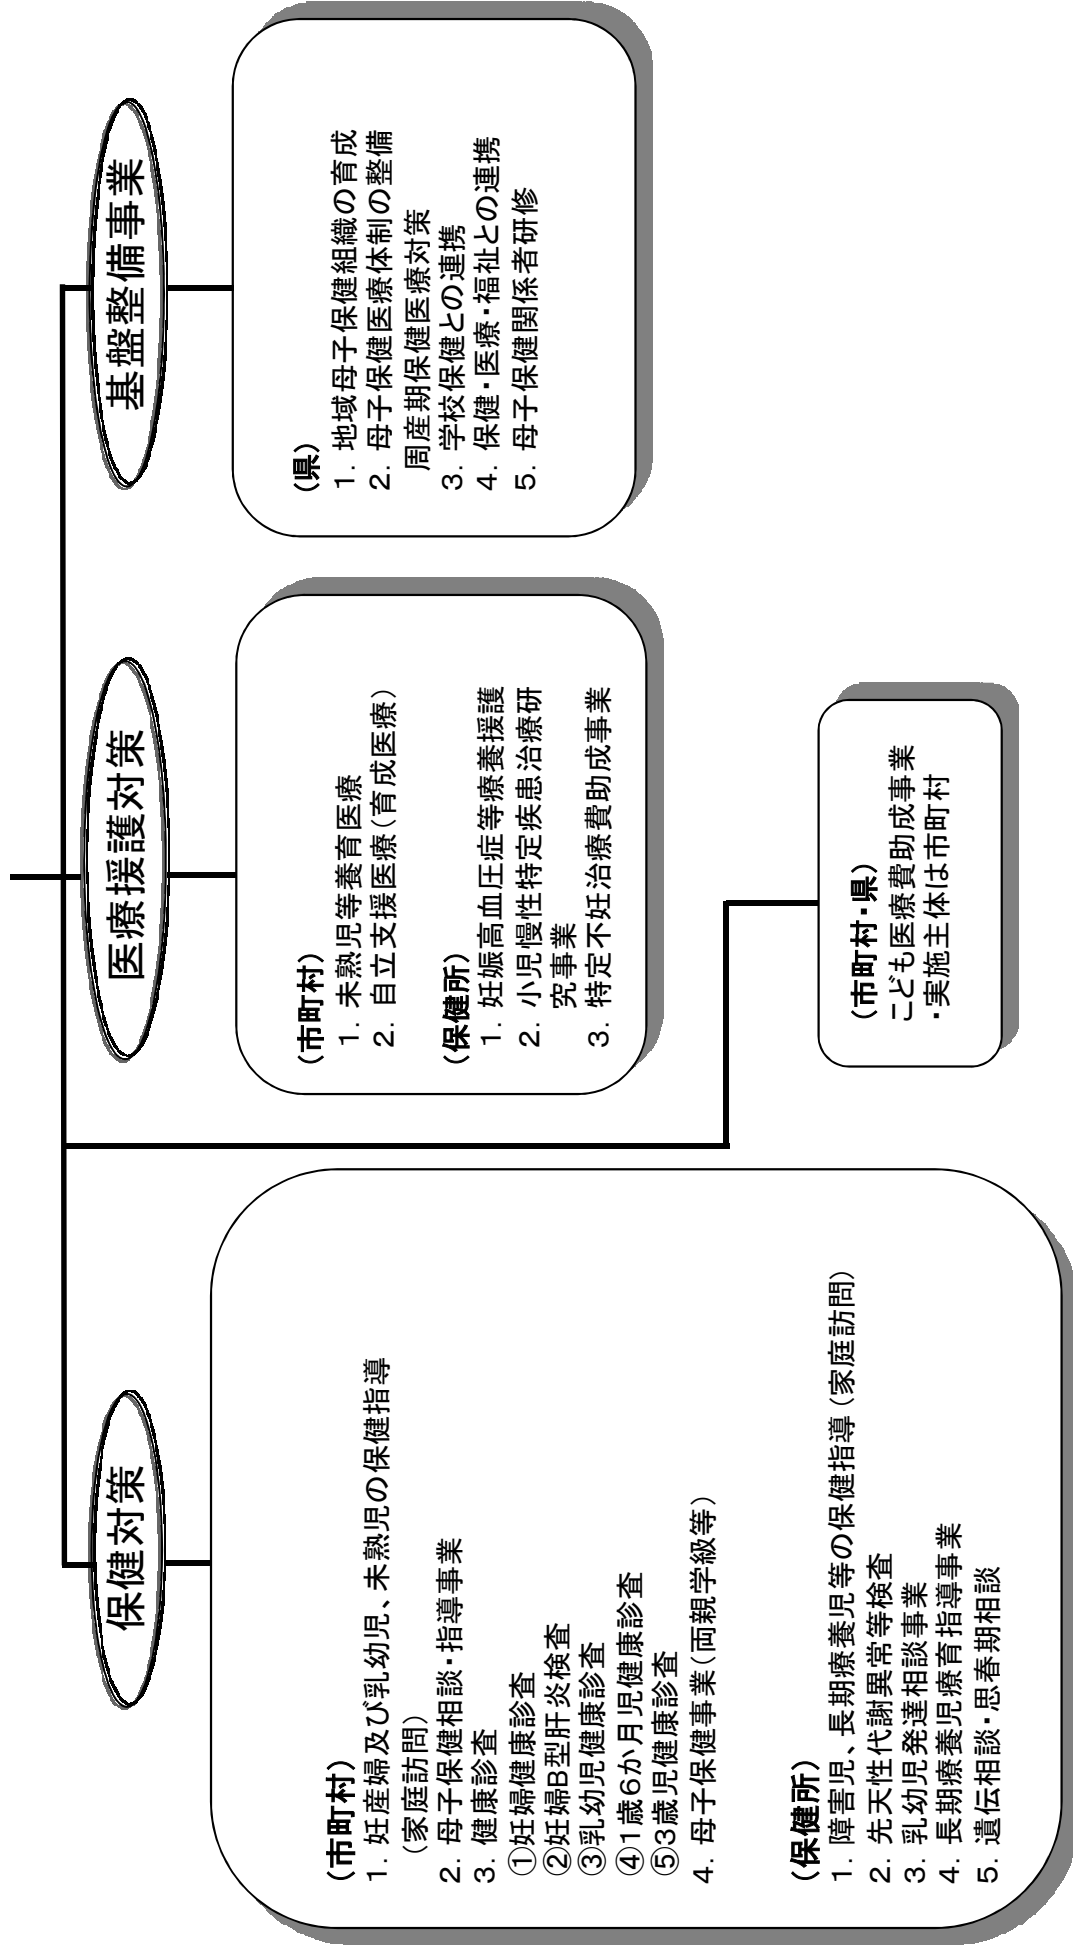 保健対策
(市町村)
1. 妊産婦及び乳幼児、未熟児の保健指導
(家庭訪問)
2. 母子保健相談・指導事業
3. 健康診査
①妊婦健康診査
②妊婦B型肝炎検査
③乳幼児健康診査
④1歳6か月児健康診査
⑤3歳児健康診査
4. 母子保健事業(両親学級等)
(保健所)
1. 障害児、長期療養児等の保健指導(家庭訪問)
2. 先天性代謝異常等検査
3. 乳幼児発達相談事業
4. 長期療養児療育指導事業
5. 遺伝相談・思春期相談
医療援護対策
(市町村)
1. 未熟児等養育医療
2. 自立支援医療(育成医療)
(保健所)
1. 妊娠高血圧症等療養援護
2. 小児慢性特定疾患治療研
究事業
3. 特定不妊治療費助成事業
(市町村・県)
こども医療費助成事業
・実施主体は市町村
基盤整備事業
(県)
1. 地域母子保健組織の育成
2. 母子保健医療体制の整備
周産期保健医療対策
3. 学校保健との連携
4. 保健・医療・福祉との連携
5. 母子保健関係者研修